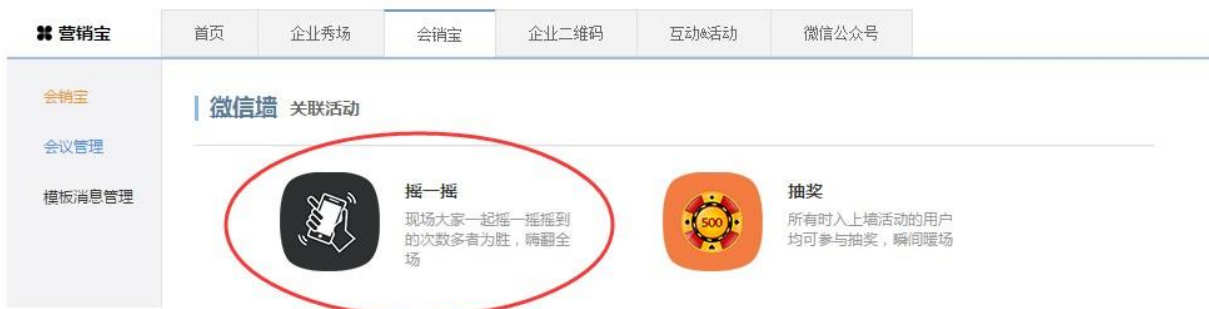 营销宝
首页
企业秀场
会销宝
企业二维码
互动&活动
微信公众号
会销宝
会议管理
模板消息管理
微信墙 关联活动
摇一摇
现场大家一起摇一摇摇到
的次数多者为胜，嗨翻全
场
500
抽奖
所有时入上墙活动的用户
均可参与抽奖，瞬间暖场